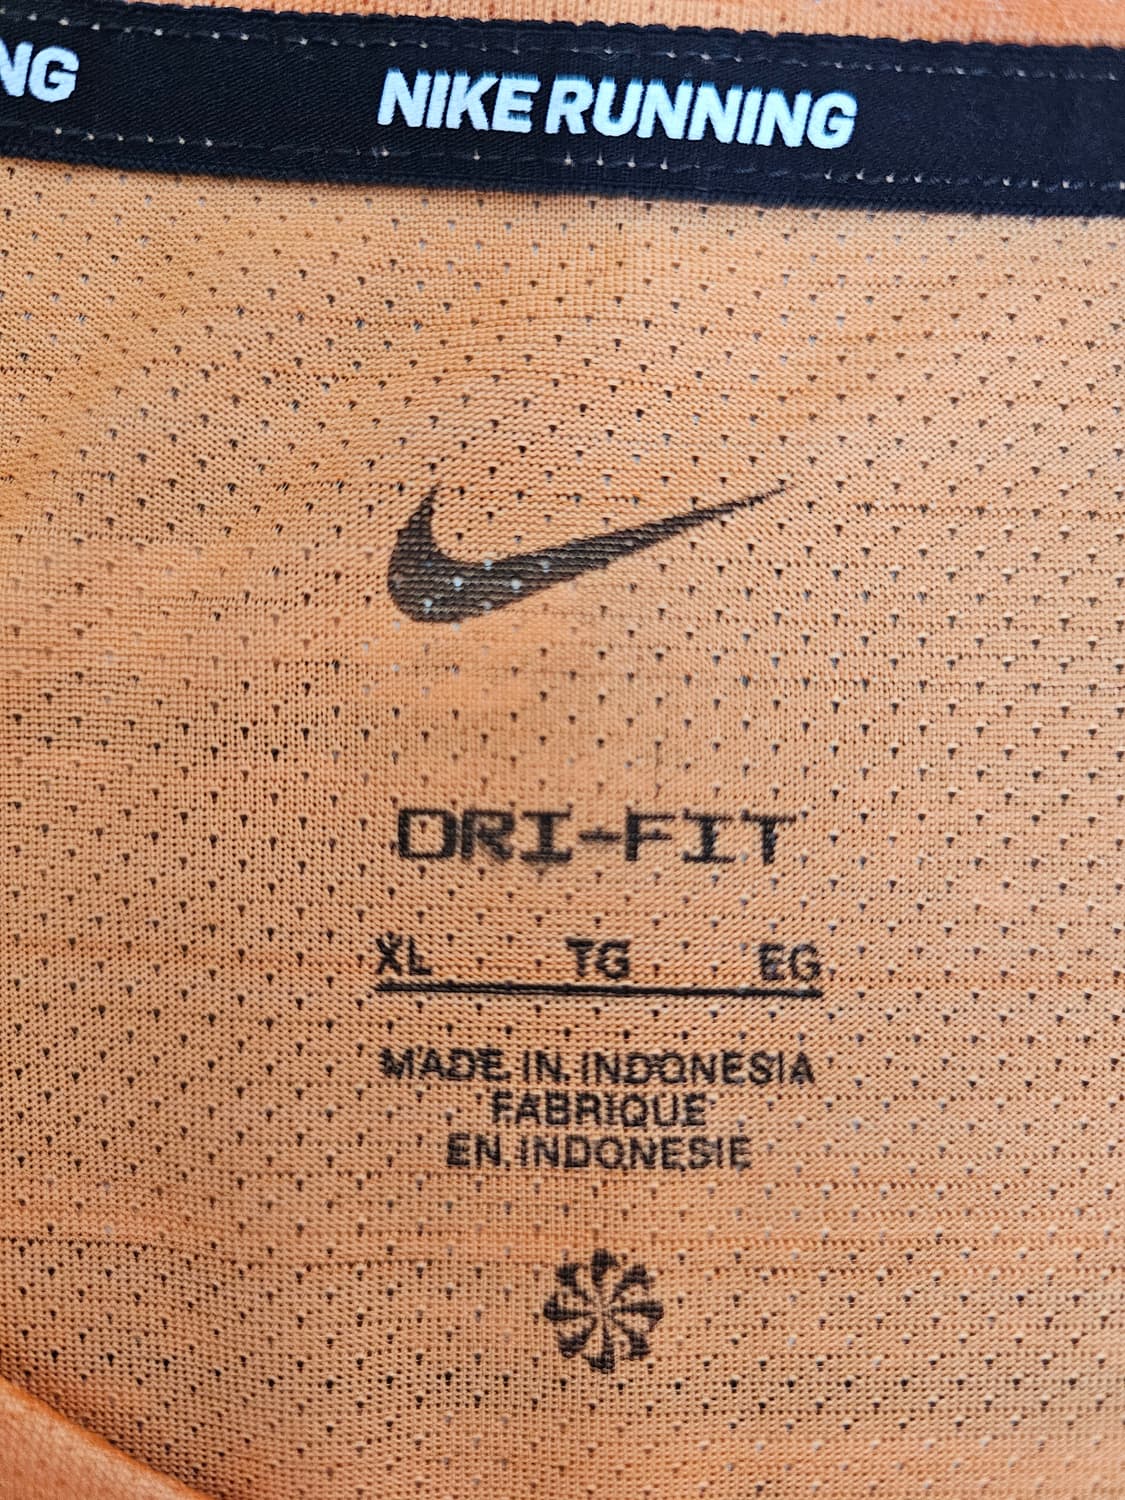 NG NIKE RUNNING
DRI-FIT
XL TG EG
MADE IN INDONESIA
FABRIQUE
EN INDONESIE